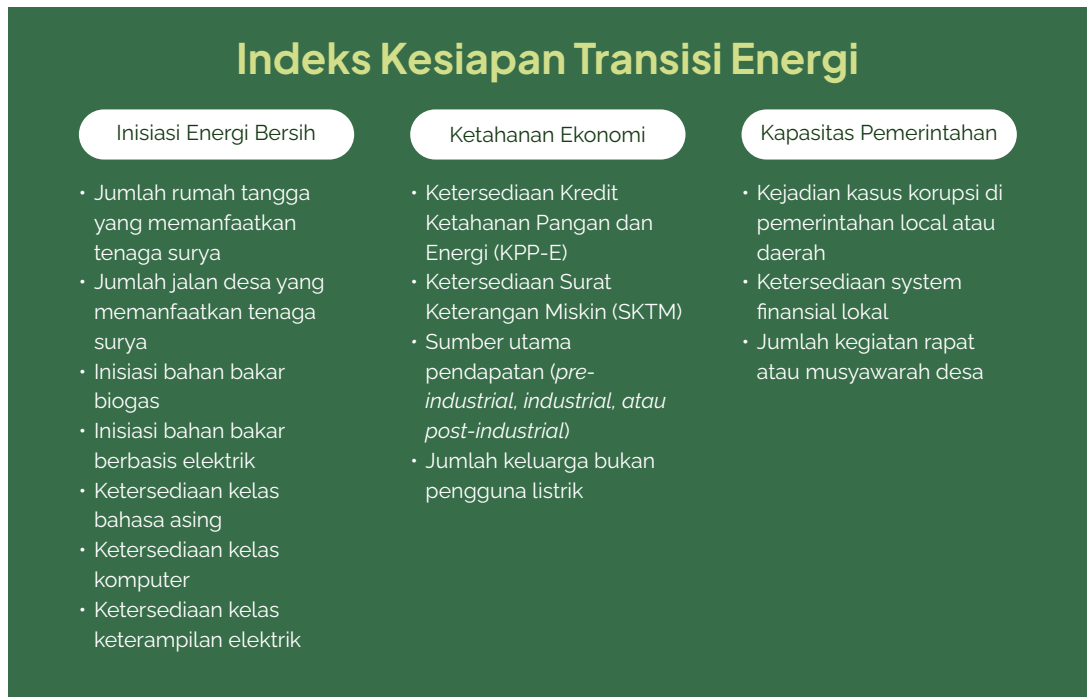 Indeks Kesiapan Transisi Energi
Inisiasi Energi Bersih
• Jumlah rumah tangga
yang memanfaatkan
tenaga surya
• Jumlah jalan desa yang
memanfaatkan tenaga
surya
• Inisiasi bahan bakar
biogas
• Inisiasi bahan bakar
berbasis elektrik
• Ketersediaan kelas
bahasa asing
• Ketersediaan kelas
komputer
• Ketersediaan kelas
keterampilan elektrik
Ketahanan Ekonomi
• Ketersediaan Kredit
Ketahanan Pangan dan
Energi (KPP-E)
• Ketersediaan Surat
Keterangan Miskin (SKTM)
• Sumber utama
pendapatan (pre-
industrial, industrial, atau
post-industrial)
• Jumlah keluarga bukan
pengguna listrik
Kapasitas Pemerintahan
• Kejadian kasus korupsi di
pemerintahan local atau
daerah
• Ketersediaan system
finansial lokal
• Jumlah kegiatan rapat
atau musyawarah desa